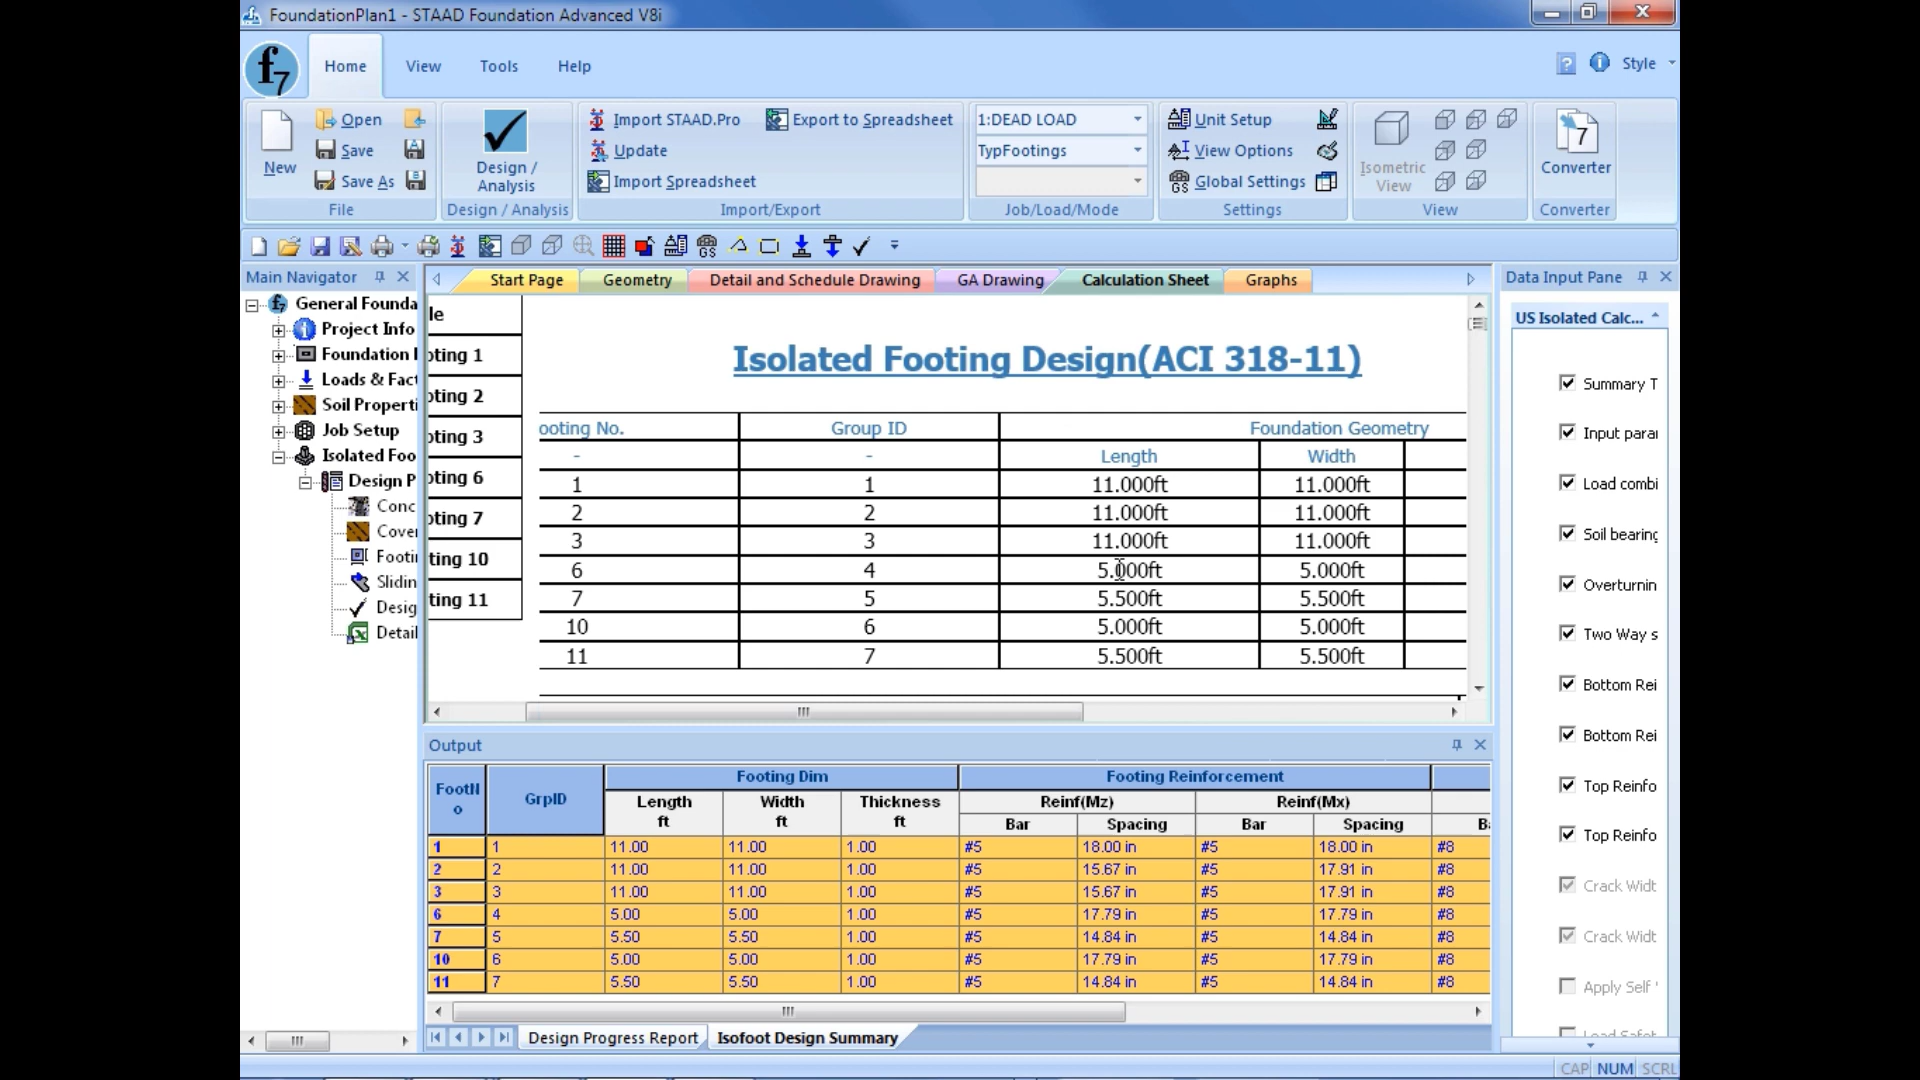 FoundationPlan1 - STAAD Foundation Advanced V8i
Home View Tools Help Style
New
Open
Save
Save As
File
Design / Analysis
Design / Analysis
Import STAAD.Pro
Export to Spreadsheet
Update
Import Spreadsheet
Import/Export
1:DEAD LOAD
TypFootings
Job/Load/Mode
Unit Setup
View Options
Global Settings
Settings
Isometric View
View
Converter
Converter
Main Navigator
General Founda
Project Info
Foundation
Loads & Fact
Soil Properti
Job Setup
Isolated Foo
Design P
Conc
Cover
Footi
Slidin
Desig
Detail
Start Page Geometry Detail and Schedule Drawing GA Drawing Calculation Sheet Graphs
le
oting 1
oting 2
oting 3
oting 6
oting 7
ting 10
ting 11
Isolated Footing Design(ACI 318-11)
ooting No. Group ID Foundation Geometry
- - Length Width
1 1 11.000ft 11.000ft
2 2 11.000ft 11.000ft
3 3 11.000ft 11.000ft
6 4 5.000ft 5.000ft
7 5 5.500ft 5.500ft
10 6 5.000ft 5.000ft
11 7 5.500ft 5.500ft
Output
FootN o GrpID Footing Dim Footing Reinforcement
Length ft Width ft Thickness ft Reinf(Mz) Reinf(Mx)
Bar Spacing Bar Spacing Ba
1 1 11.00 11.00 1.00 #5 18.00 in #5 18.00 in #8
2 2 11.00 11.00 1.00 #5 15.67 in #5 17.91 in #8
3 3 11.00 11.00 1.00 #5 15.67 in #5 17.91 in #8
6 4 5.00 5.00 1.00 #5 17.79 in #5 17.79 in #8
7 5 5.50 5.50 1.00 #5 14.84 in #5 14.84 in #8
10 6 5.00 5.00 1.00 #5 17.79 in #5 17.79 in #8
11 7 5.50 5.50 1.00 #5 14.84 in #5 14.84 in #8
Design Progress Report Isofoot Design Summary
Data Input Pane
US Isolated Calc...
Summary T
Input parar
Load combi
Soil bearing
Overturnin
Two Way s
Bottom Rei
Bottom Rei
Top Reinfo
Top Reinfo
Crack Widt
Crack Widt
Apply Self
Load Safet
CAP NUM SCRL